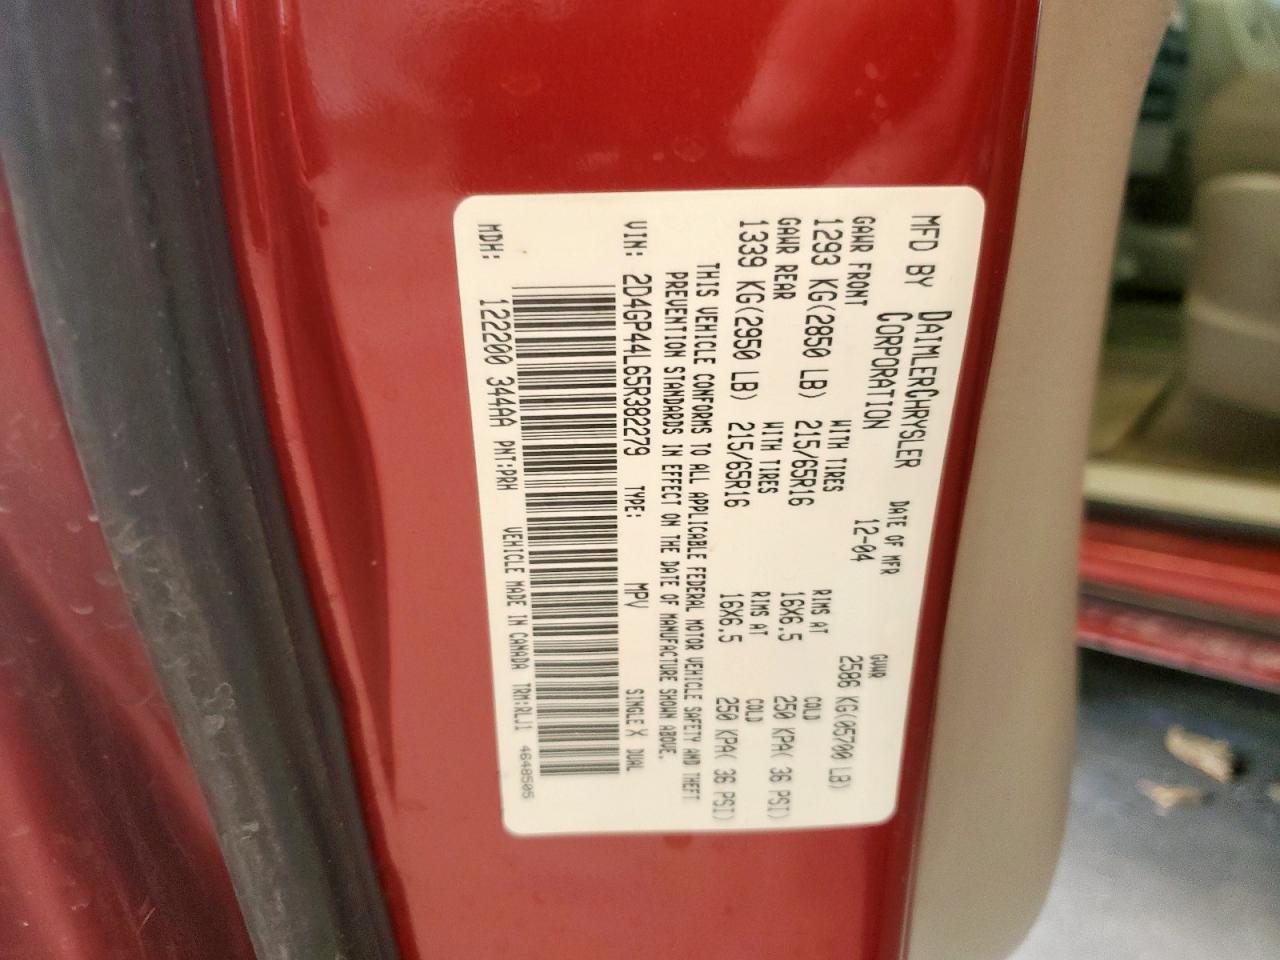 MFD BY DAIMLERCHRYSLER CORPORATION
DATE OF MFR 12-04
GVWR 2586 KG(05700 LB)
GAWR FRONT WITH TIRES RIMS AT COLD
1293 KG(2850 LB) 215/65R16 16X6.5 250 KPA( 36 PSI)
GAWR REAR WITH TIRES RIMS AT COLD
1339 KG(2950 LB) 215/65R16 16X6.5 250 KPA( 36 PSI)
THIS VEHICLE CONFORMS TO ALL APPLICABLE FEDERAL MOTOR VEHICLE SAFETY AND THEFT
PREVENTION STANDARDS IN EFFECT ON THE DATE OF MANUFACTURE SHOWN ABOVE.
VIN: 2D4GP44L65R382279 TYPE: MPV SINGLE X DUAL
MDH: 122200 344AA PNT:PRH VEHICLE MADE IN CANADA TRM:RLJ1 4648505